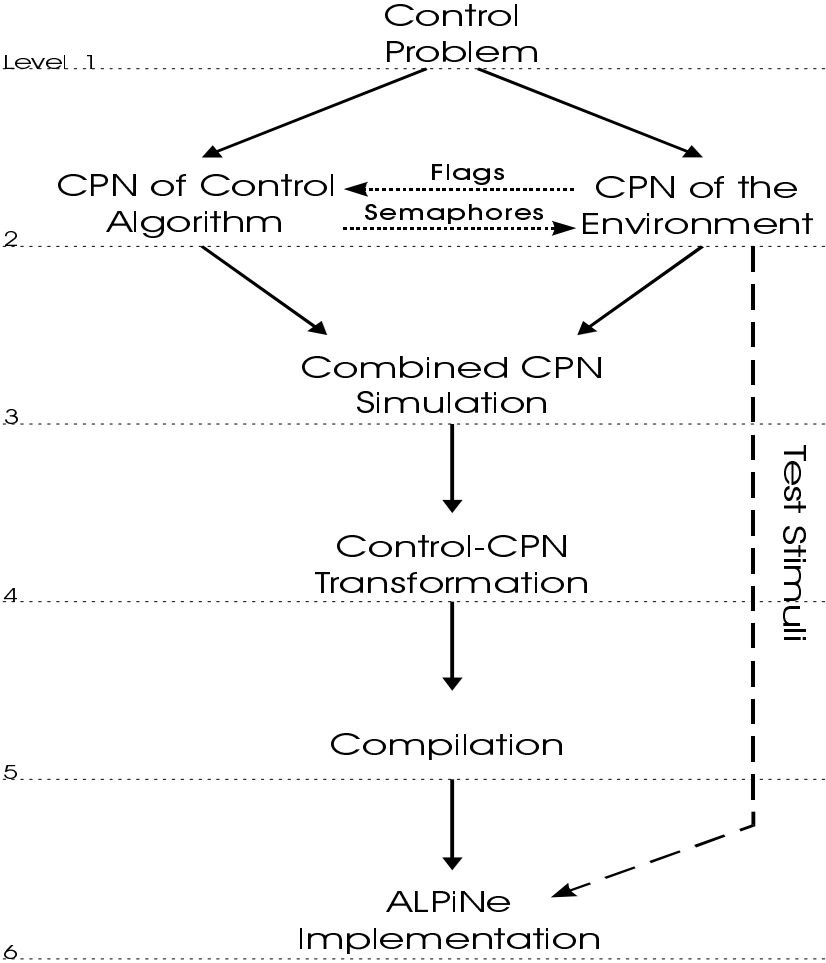 Control
Problem
Level 1
Flags
CPN of Control
Algorithm
CPN of the
Environment
Semaphores
2
Combined CPN
Simulation
3
Test Stimuli
Control-CPN
Transformation
4
Compilation
5
ALPiNe
Implementation
6